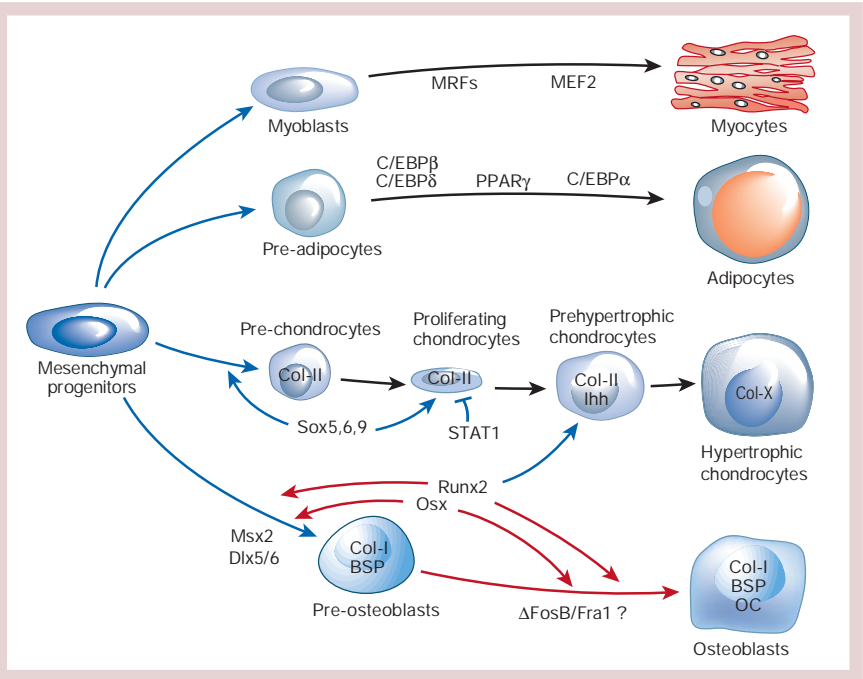 MRFs
MEF2
Myoblasts
Myocytes
C/EBPβ
C/EBPδ
PPARγ
C/EBPα
Pre-adipocytes
Adipocytes
Mesenchymal
progenitors
Pre-chondrocytes
Col-II
Proliferating
chondrocytes
Col-II
Prehypertrophic
chondrocytes
Col-II
Ihh
Col-X
Hypertrophic
chondrocytes
Sox5,6,9
STAT1
Runx2
Osx
Msx2
Dlx5/6
Col-I
BSP
Pre-osteoblasts
ΔFosB/Fra1 ?
Col-I
BSP
OC
Osteoblasts